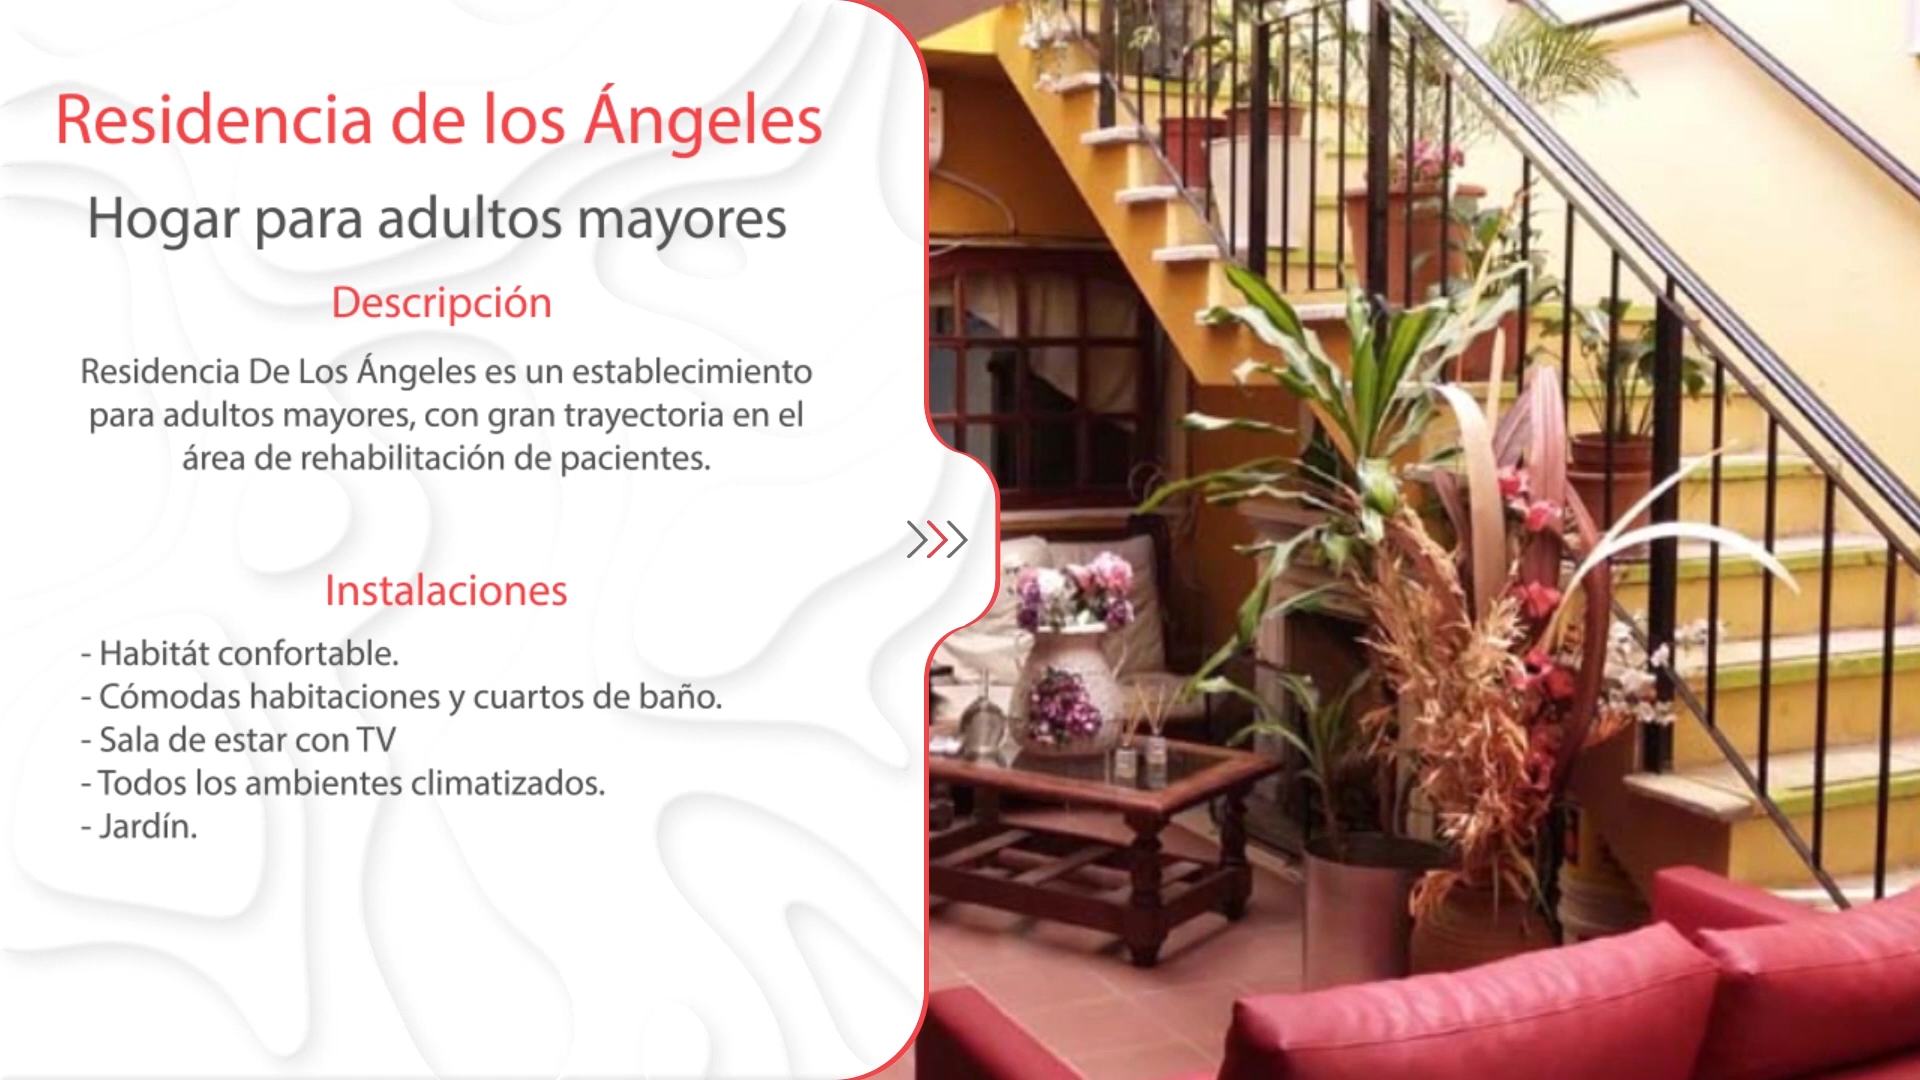 Residencia de los Ángeles
Hogar para adultos mayores
Descripción
Residencia De Los Ángeles es un establecimiento
para adultos mayores, con gran trayectoria en el
área de rehabilitación de pacientes.
Instalaciones
- Habitát confortable.
- Cómodas habitaciones y cuartos de baño.
- Sala de estar con TV
- Todos los ambientes climatizados.
- Jardín.